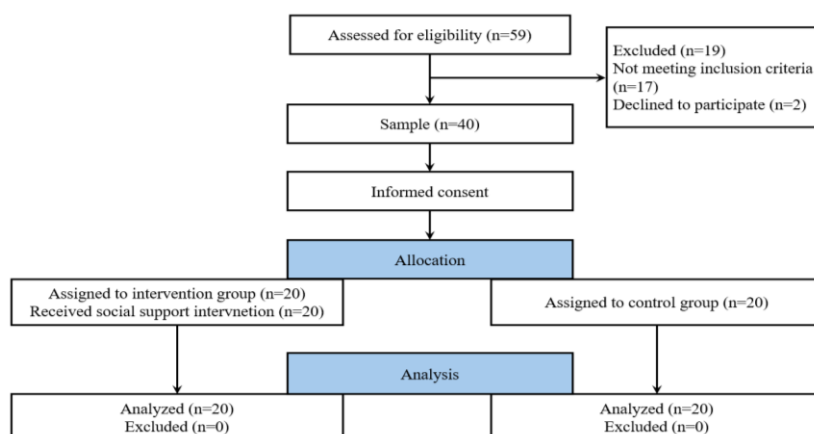 Assessed for eligibility (n=59)
Excluded (n=19)
Not meeting inclusion criteria
(n=17)
Declined to participate (n=2)
Sample (n=40)
Informed consent
Allocation
Assigned to intervention group (n=20)
Received social support intervnetion (n=20)
Assigned to control group (n=20)
Analysis
Analyzed (n=20)
Excluded (n=0)
Analyzed (n=20)
Excluded (n=0)